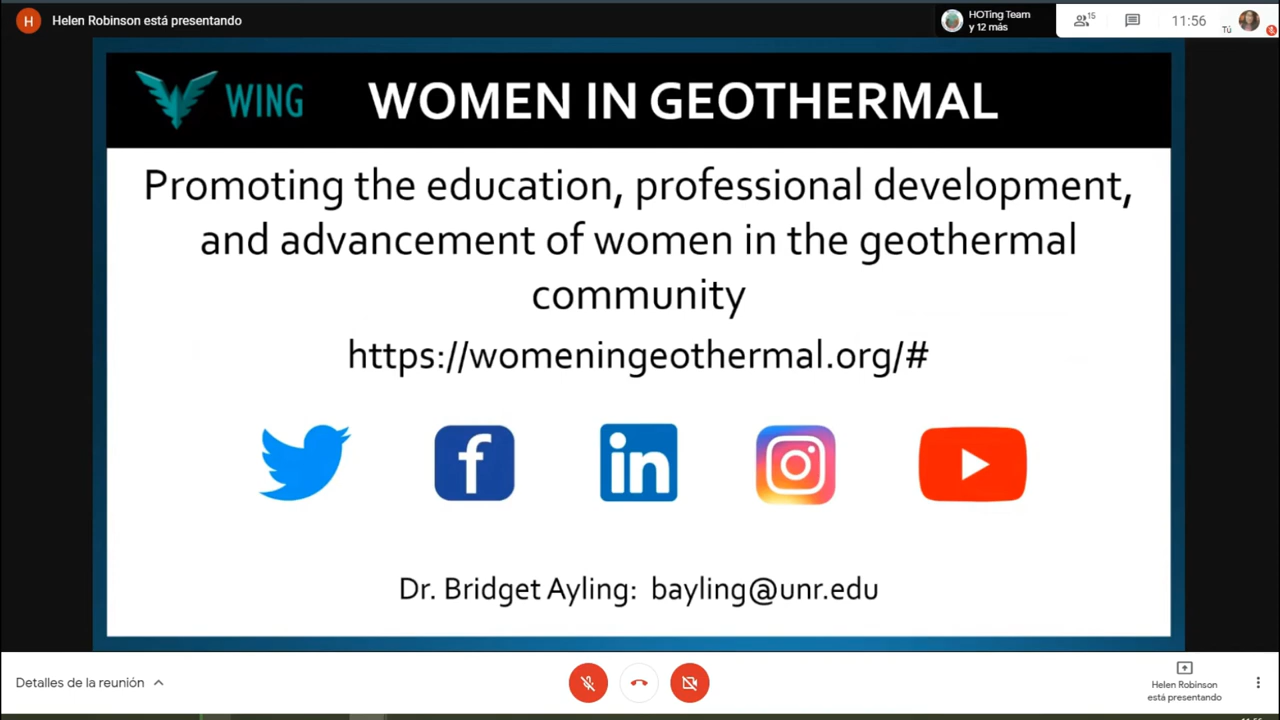 H Helen Robinson está presentando
HOTing Team
y 12 más
15
11:56
Tú
WING WOMEN IN GEOTHERMAL
Promoting the education, professional development,
and advancement of women in the geothermal
community
https://womeningeothermal.org/#
f in
Dr. Bridget Ayling: bayling@unr.edu
Detalles de la reunión
Helen Robinson
está presentando